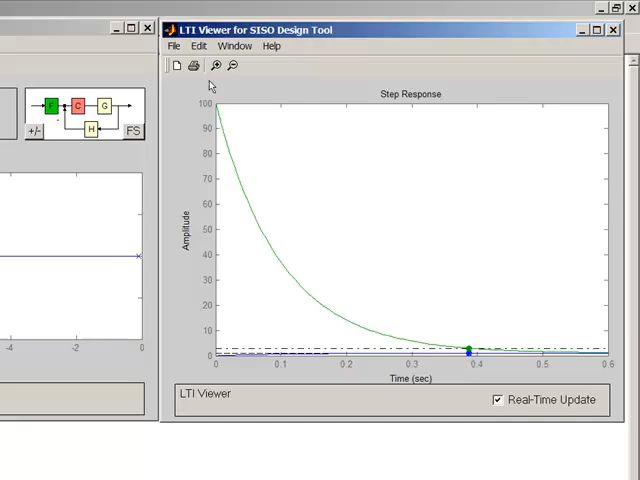 LTI Viewer for SISO Design Tool
File Edit Window Help
F C G
H
+/- FS
Step Response
100
90
80
70
60
50
40
30
20
10
0
Amplitude
0 0.1 0.2 0.3 0.4 0.5 0.6
Time (sec)
-4 -2 0
LTI Viewer
Real-Time Update